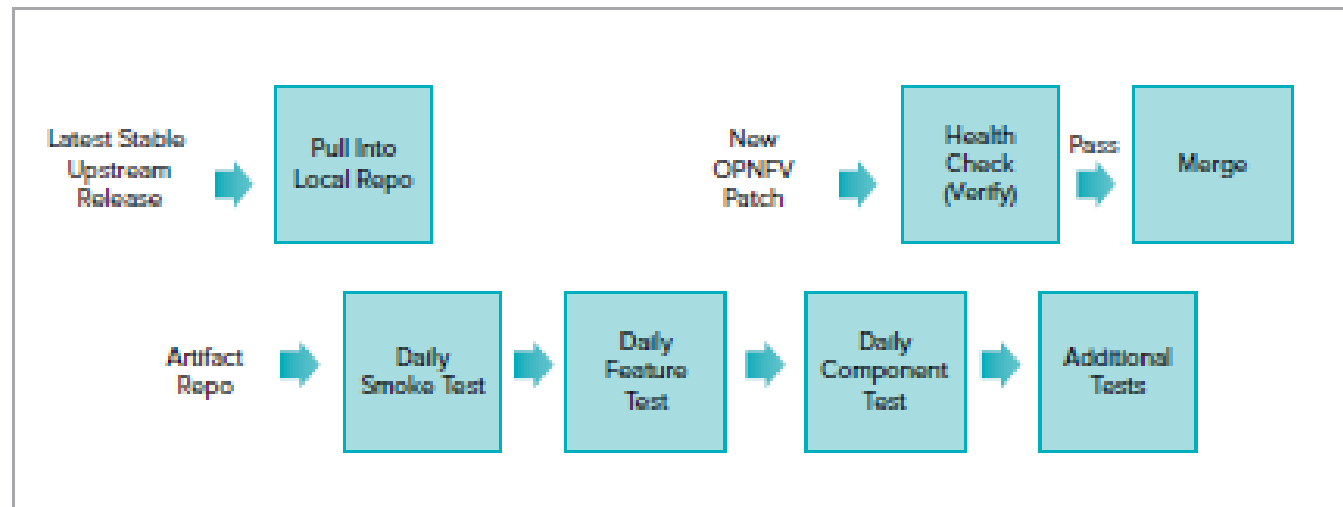 Latest Stable
Upstream
Release
Pull Into
Local Repo
New
OPNFV
Patch
Health
Check
(Verify)
Pass
Merge
Artifact
Repo
Daily
Smoke Test
Daily
Feature
Test
Daily
Component
Test
Additional
Tests